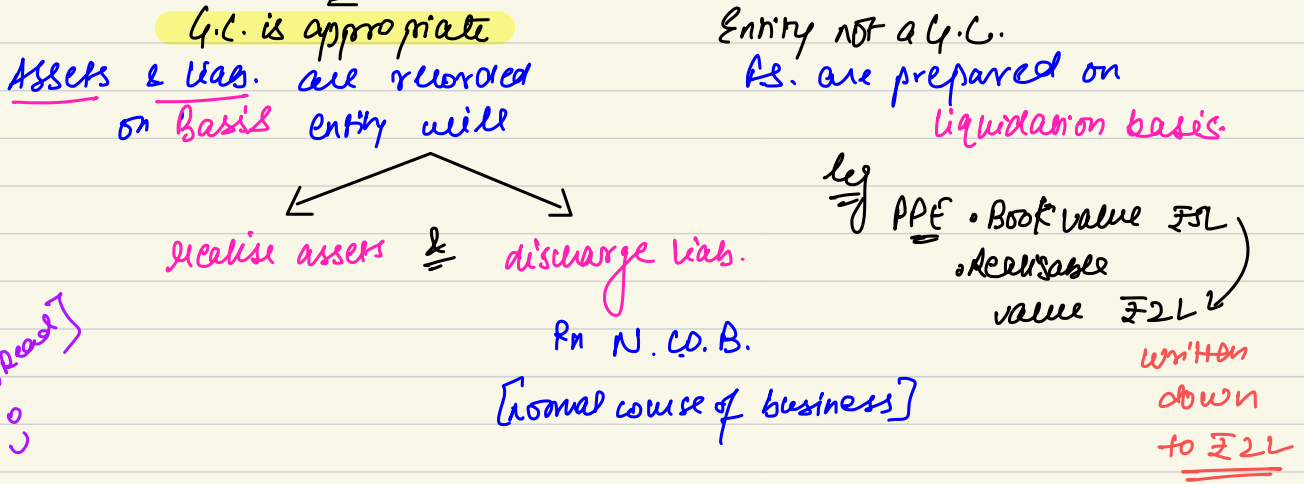 G.C. is appropriate
Assets & Liab. are recorded
on Basis entity will
realise assets & discharge liab.
in N.C.O.B.
[normal course of business]
Entity not a G.C.
FS. are prepared on
liquidation basis.
eg
PPE • Book value ₹5L
• Realisable
value ₹2L
written
down
to ₹2L
Read]